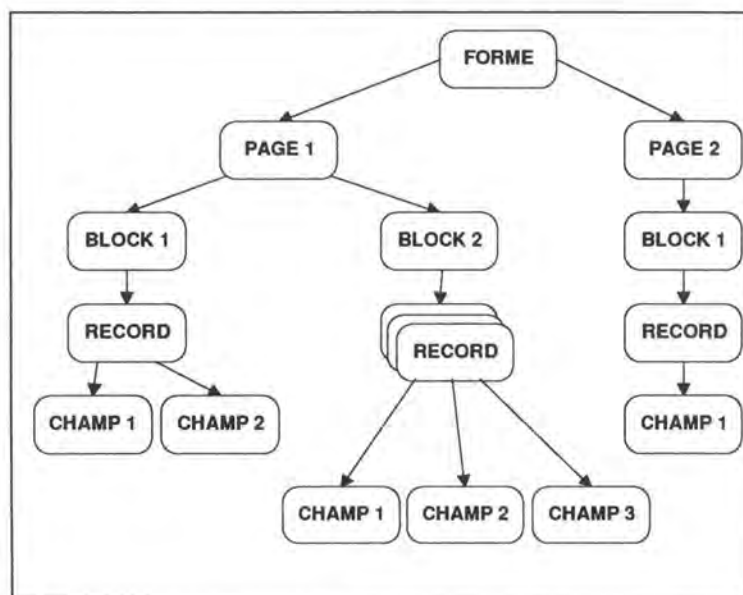 FORME
PAGE 1
PAGE 2
BLOCK 1
BLOCK 2
BLOCK 1
RECORD
RECORD
RECORD
CHAMP 1
CHAMP 2
CHAMP 1
CHAMP 1
CHAMP 2
CHAMP 3